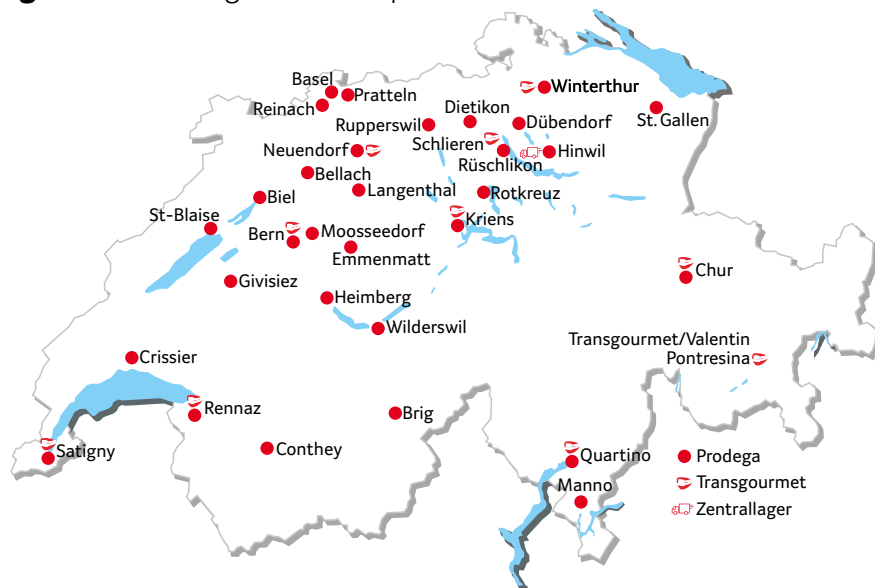 Basel
Pratteln
Reinach
Winterthur
Dietikon
Rupperswil
Dübendorf
St. Gallen
Schlieren
Neuendorf
Rüschlikon
Hinwil
Bellach
Langenthal
Rotkreuz
Biel
St-Blaise
Kriens
Bern
Moosseedorf
Emmenmatt
Chur
Givisiez
Heimberg
Wilderswil
Transgourmet/Valentin
Pontresina
Crissier
Rennaz
Brig
Satigny
Conthey
Quartino
Manno
Prodega
Transgourmet
Zentrallager